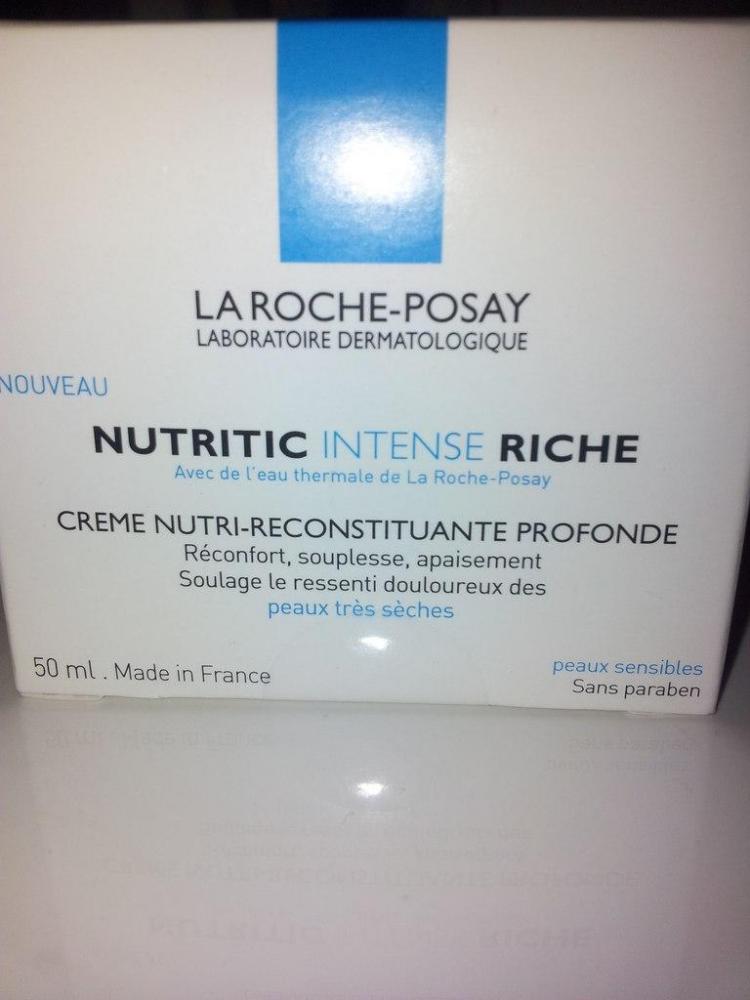 LA ROCHE-POSAY
LABORATOIRE DERMATOLOGIQUE
NOUVEAU
NUTRITIC INTENSE RICHE
Avec de l'eau thermale de La Roche-Posay
CREME NUTRI-RECONSTITUANTE PROFONDE
Réconfort, souplesse, apaisement
Soulage le ressenti douloureux des
peaux très sèches
50 ml . Made in France
peaux sensibles
Sans paraben